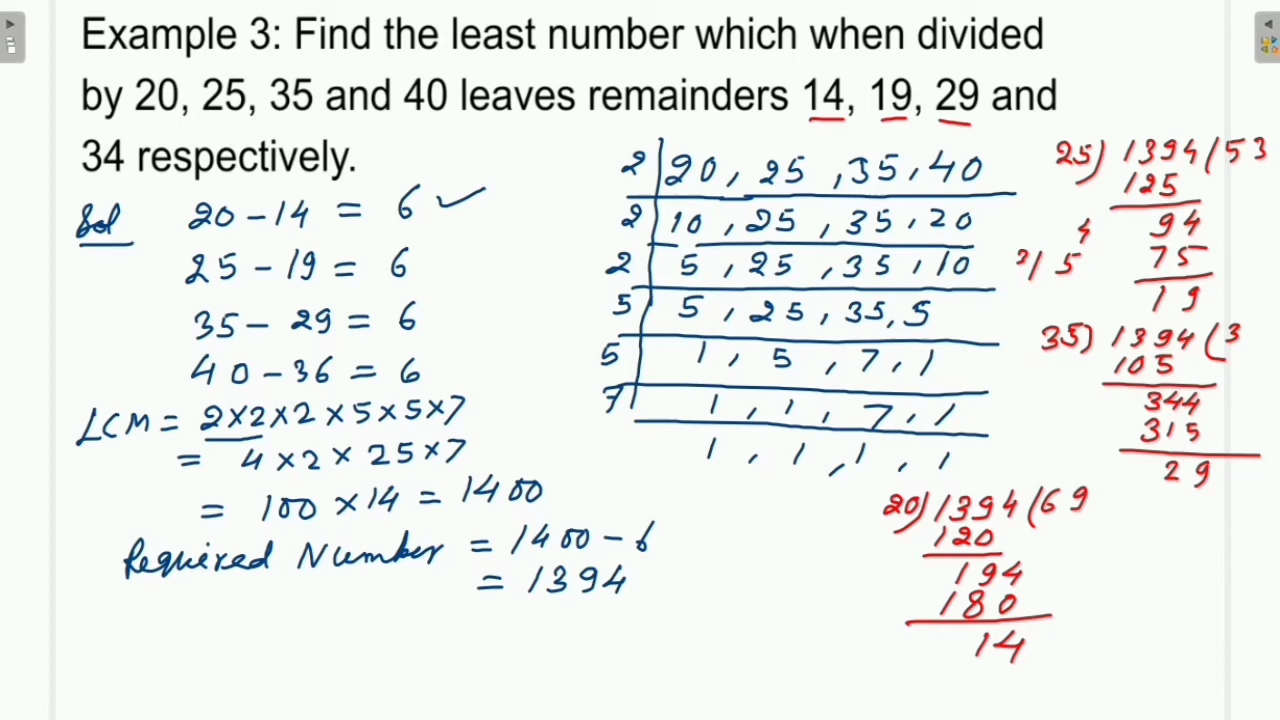 Example 3: Find the least number which when divided
by 20, 25, 35 and 40 leaves remainders 14, 19, 29 and
34 respectively.
Sol 20 - 14 = 6 ✓
25 - 19 = 6
35 - 29 = 6
40 - 36 = 6
LCM = 2×2×2×5×5×7
= 4×2×25×7
= 100×14 = 1400
Required Number = 1400 - 6
= 1394
2 | 20, 25, 35, 40
2 | 10, 25, 35, 20
2 | 5, 25, 35, 10
5 | 5, 25, 35, 5
5 | 1, 5, 7, 1
7 | 1, 1, 7, 1
1, 1, 1, 1
25) 1394 (53
125
94
75
19
4
5
35) 1394 (3
105
344
315
29
20) 1394 (69
120
194
180
14